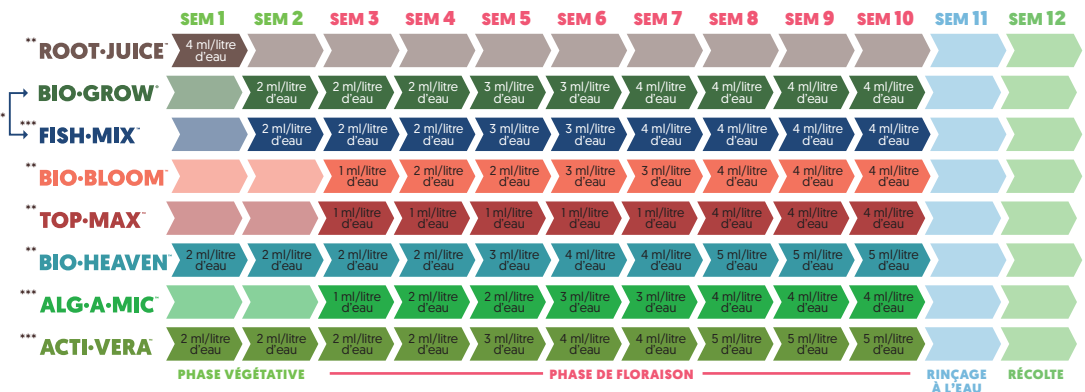 SEM 1 SEM 2 SEM 3 SEM 4 SEM 5 SEM 6 SEM 7 SEM 8 SEM 9 SEM 10 SEM 11 SEM 12
** ROOT·JUICE™ 4 ml/litre d'eau
* BIO·GROW® 2 ml/litre d'eau 2 ml/litre d'eau 2 ml/litre d'eau 3 ml/litre d'eau 3 ml/litre d'eau 4 ml/litre d'eau 4 ml/litre d'eau 4 ml/litre d'eau 4 ml/litre d'eau
*** FISH·MIX™ 2 ml/litre d'eau 2 ml/litre d'eau 2 ml/litre d'eau 3 ml/litre d'eau 3 ml/litre d'eau 4 ml/litre d'eau 4 ml/litre d'eau 4 ml/litre d'eau 4 ml/litre d'eau
** BIO·BLOOM™ 1 ml/litre d'eau 2 ml/litre d'eau 2 ml/litre d'eau 3 ml/litre d'eau 3 ml/litre d'eau 4 ml/litre d'eau 4 ml/litre d'eau 4 ml/litre d'eau
** TOP·MAX™ 1 ml/litre d'eau 1 ml/litre d'eau 1 ml/litre d'eau 1 ml/litre d'eau 1 ml/litre d'eau 4 ml/litre d'eau 4 ml/litre d'eau 4 ml/litre d'eau
** BIO·HEAVEN™ 2 ml/litre d'eau 2 ml/litre d'eau 2 ml/litre d'eau 2 ml/litre d'eau 3 ml/litre d'eau 4 ml/litre d'eau 4 ml/litre d'eau 5 ml/litre d'eau 5 ml/litre d'eau 5 ml/litre d'eau
*** ALG·A·MIC™ 1 ml/litre d'eau 2 ml/litre d'eau 2 ml/litre d'eau 3 ml/litre d'eau 3 ml/litre d'eau 4 ml/litre d'eau 4 ml/litre d'eau 4 ml/litre d'eau
*** ACTI·VERA™ 2 ml/litre d'eau 2 ml/litre d'eau 2 ml/litre d'eau 2 ml/litre d'eau 3 ml/litre d'eau 4 ml/litre d'eau 4 ml/litre d'eau 5 ml/litre d'eau 5 ml/litre d'eau 5 ml/litre d'eau
PHASE VÉGÉTATIVE PHASE DE FLORAISON RINÇAGE À L'EAU RÉCOLTE